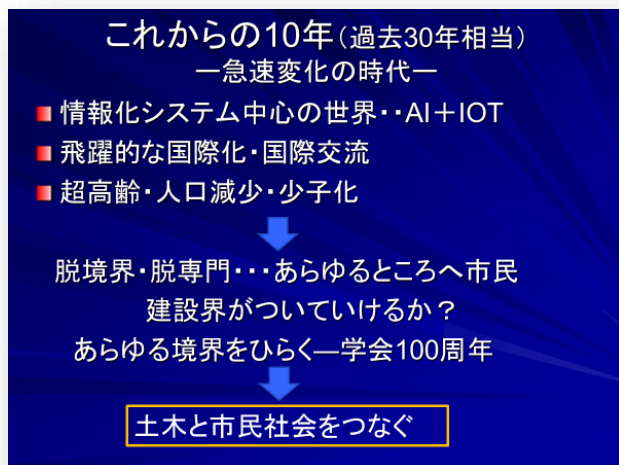 これからの10年(過去30年相当)
―急速変化の時代―
情報化システム中心の世界・・AI＋IOT
飛躍的な国際化・国際交流
超高齢・人口減少・少子化
脱境界・脱専門・・・あらゆるところへ市民
建設界がついていけるか？
あらゆる境界をひらく―学会100周年
土木と市民社会をつなぐ